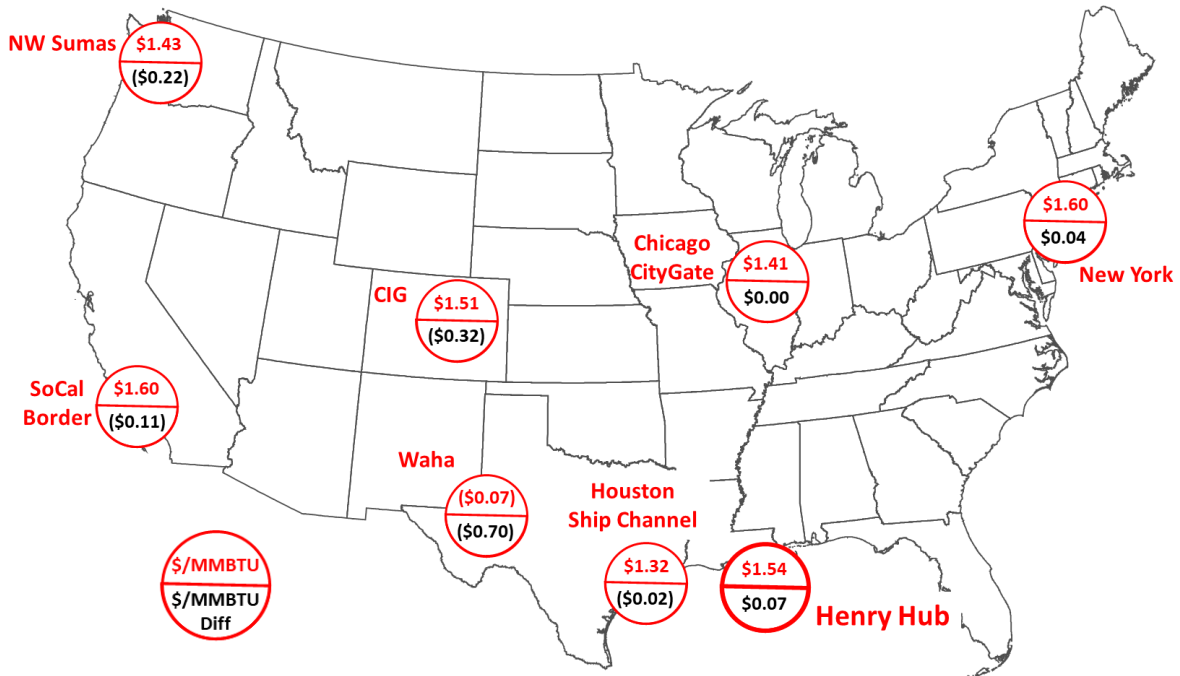 NW Sumas
$1.43
($0.22)
$1.60
$0.04
New York
Chicago
CityGate
$1.41
$0.00
CIG
$1.51
($0.32)
SoCal
Border
$1.60
($0.11)
Waha
($0.07)
($0.70)
Houston
Ship Channel
$1.32
($0.02)
$1.54
$0.07
Henry Hub
$/MMBTU
$/MMBTU
Diff